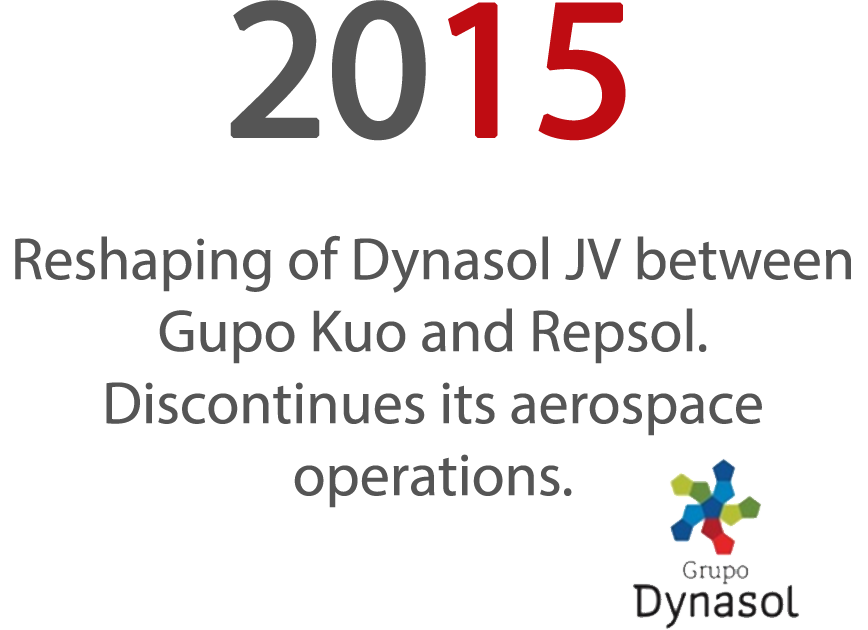 2015
Reshaping of Dynasol JV between
Gupo Kuo and Repsol.
Discontinues its aerospace
operations.
Grupo
Dynasol